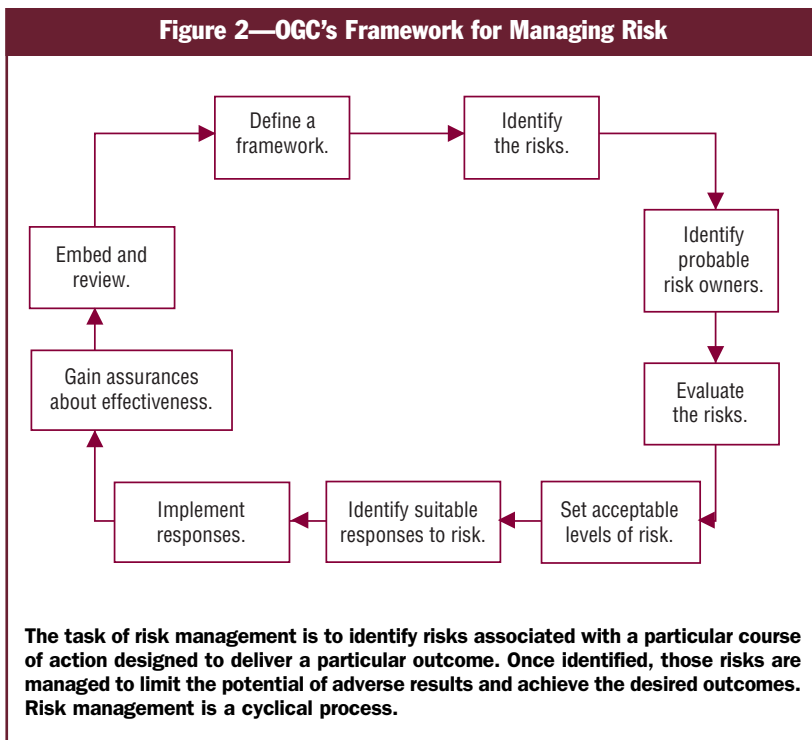 Figure 2—OGC's Framework for Managing Risk
Define a
framework.
Identify
the risks.
Identify
probable
risk owners.
Evaluate
the risks.
Set acceptable
levels of risk.
Identify suitable
responses to risk.
Implement
responses.
Gain assurances
about effectiveness.
Embed and
review.
The task of risk management is to identify risks associated with a particular course
of action designed to deliver a particular outcome. Once identified, those risks are
managed to limit the potential of adverse results and achieve the desired outcomes.
Risk management is a cyclical process.